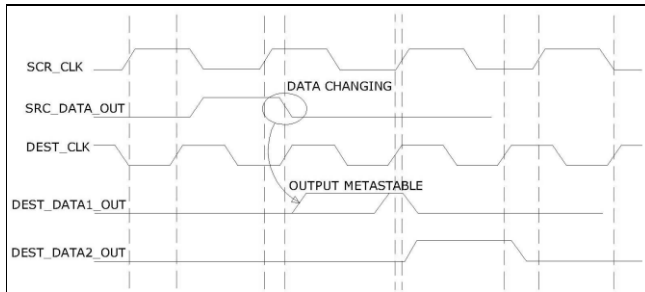 SCR_CLK
DATA CHANGING
SRC_DATA_OUT
DEST_CLK
OUTPUT METASTABLE
DEST_DATA1_OUT
DEST_DATA2_OUT